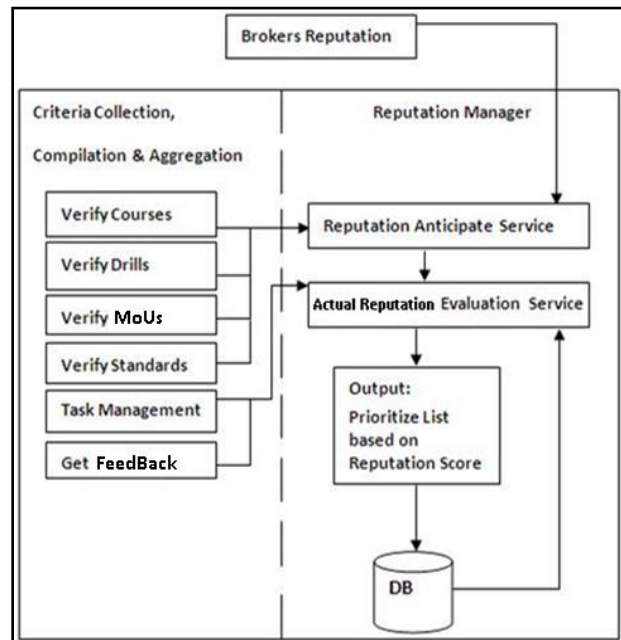 Brokers Reputation
Criteria Collection,
Compilation & Aggregation
Verify Courses
Verify Drills
Verify MoUs
Verify Standards
Task Management
Get FeedBack
Reputation Manager
Reputation Anticipate Service
Actual Reputation Evaluation Service
Output:
Prioritize List
based on
Reputation Score
DB